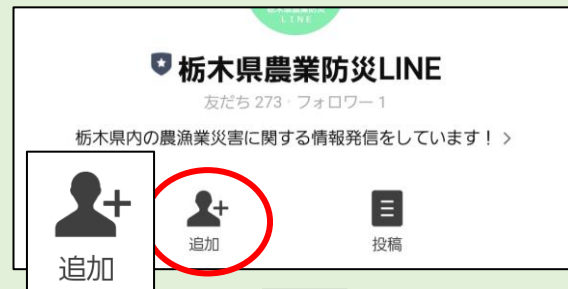 LINE
栃木県農業防災LINE
友だち 273・フォロワー 1
栃木県内の農漁業災害に関する情報発信をしています！ >
追加
投稿
追加